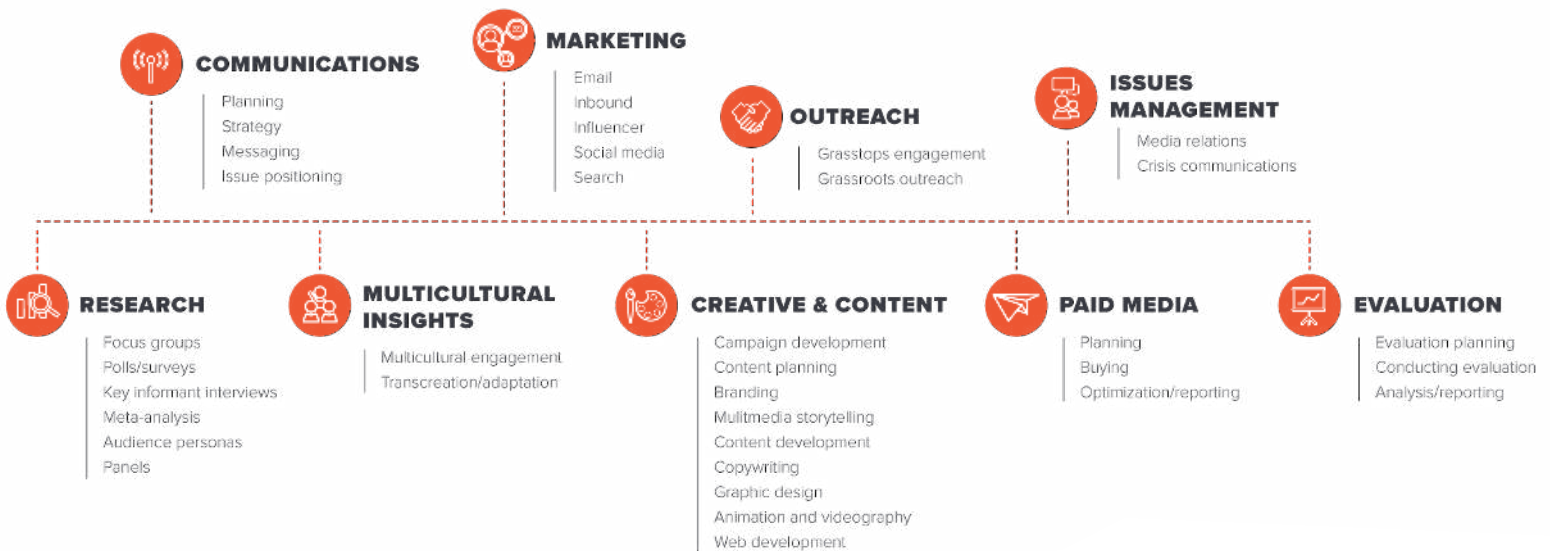 COMMUNICATIONS
Planning
Strategy
Messaging
Issue positioning
MARKETING
Email
Inbound
Influencer
Social media
Search
OUTREACH
Grasstops engagement
Grassroots outreach
ISSUES
MANAGEMENT
Media relations
Crisis communications
RESEARCH
Focus groups
Polls/surveys
Key informant interviews
Meta-analysis
Audience personas
Panels
MULTICULTURAL
INSIGHTS
Multicultural engagement
Transcreation/adaptation
CREATIVE & CONTENT
Campaign development
Content planning
Branding
Mulitmedia storytelling
Content development
Copywriting
Graphic design
Animation and videography
Web development
PAID MEDIA
Planning
Buying
Optimization/reporting
EVALUATION
Evaluation planning
Conducting evaluation
Analysis/reporting